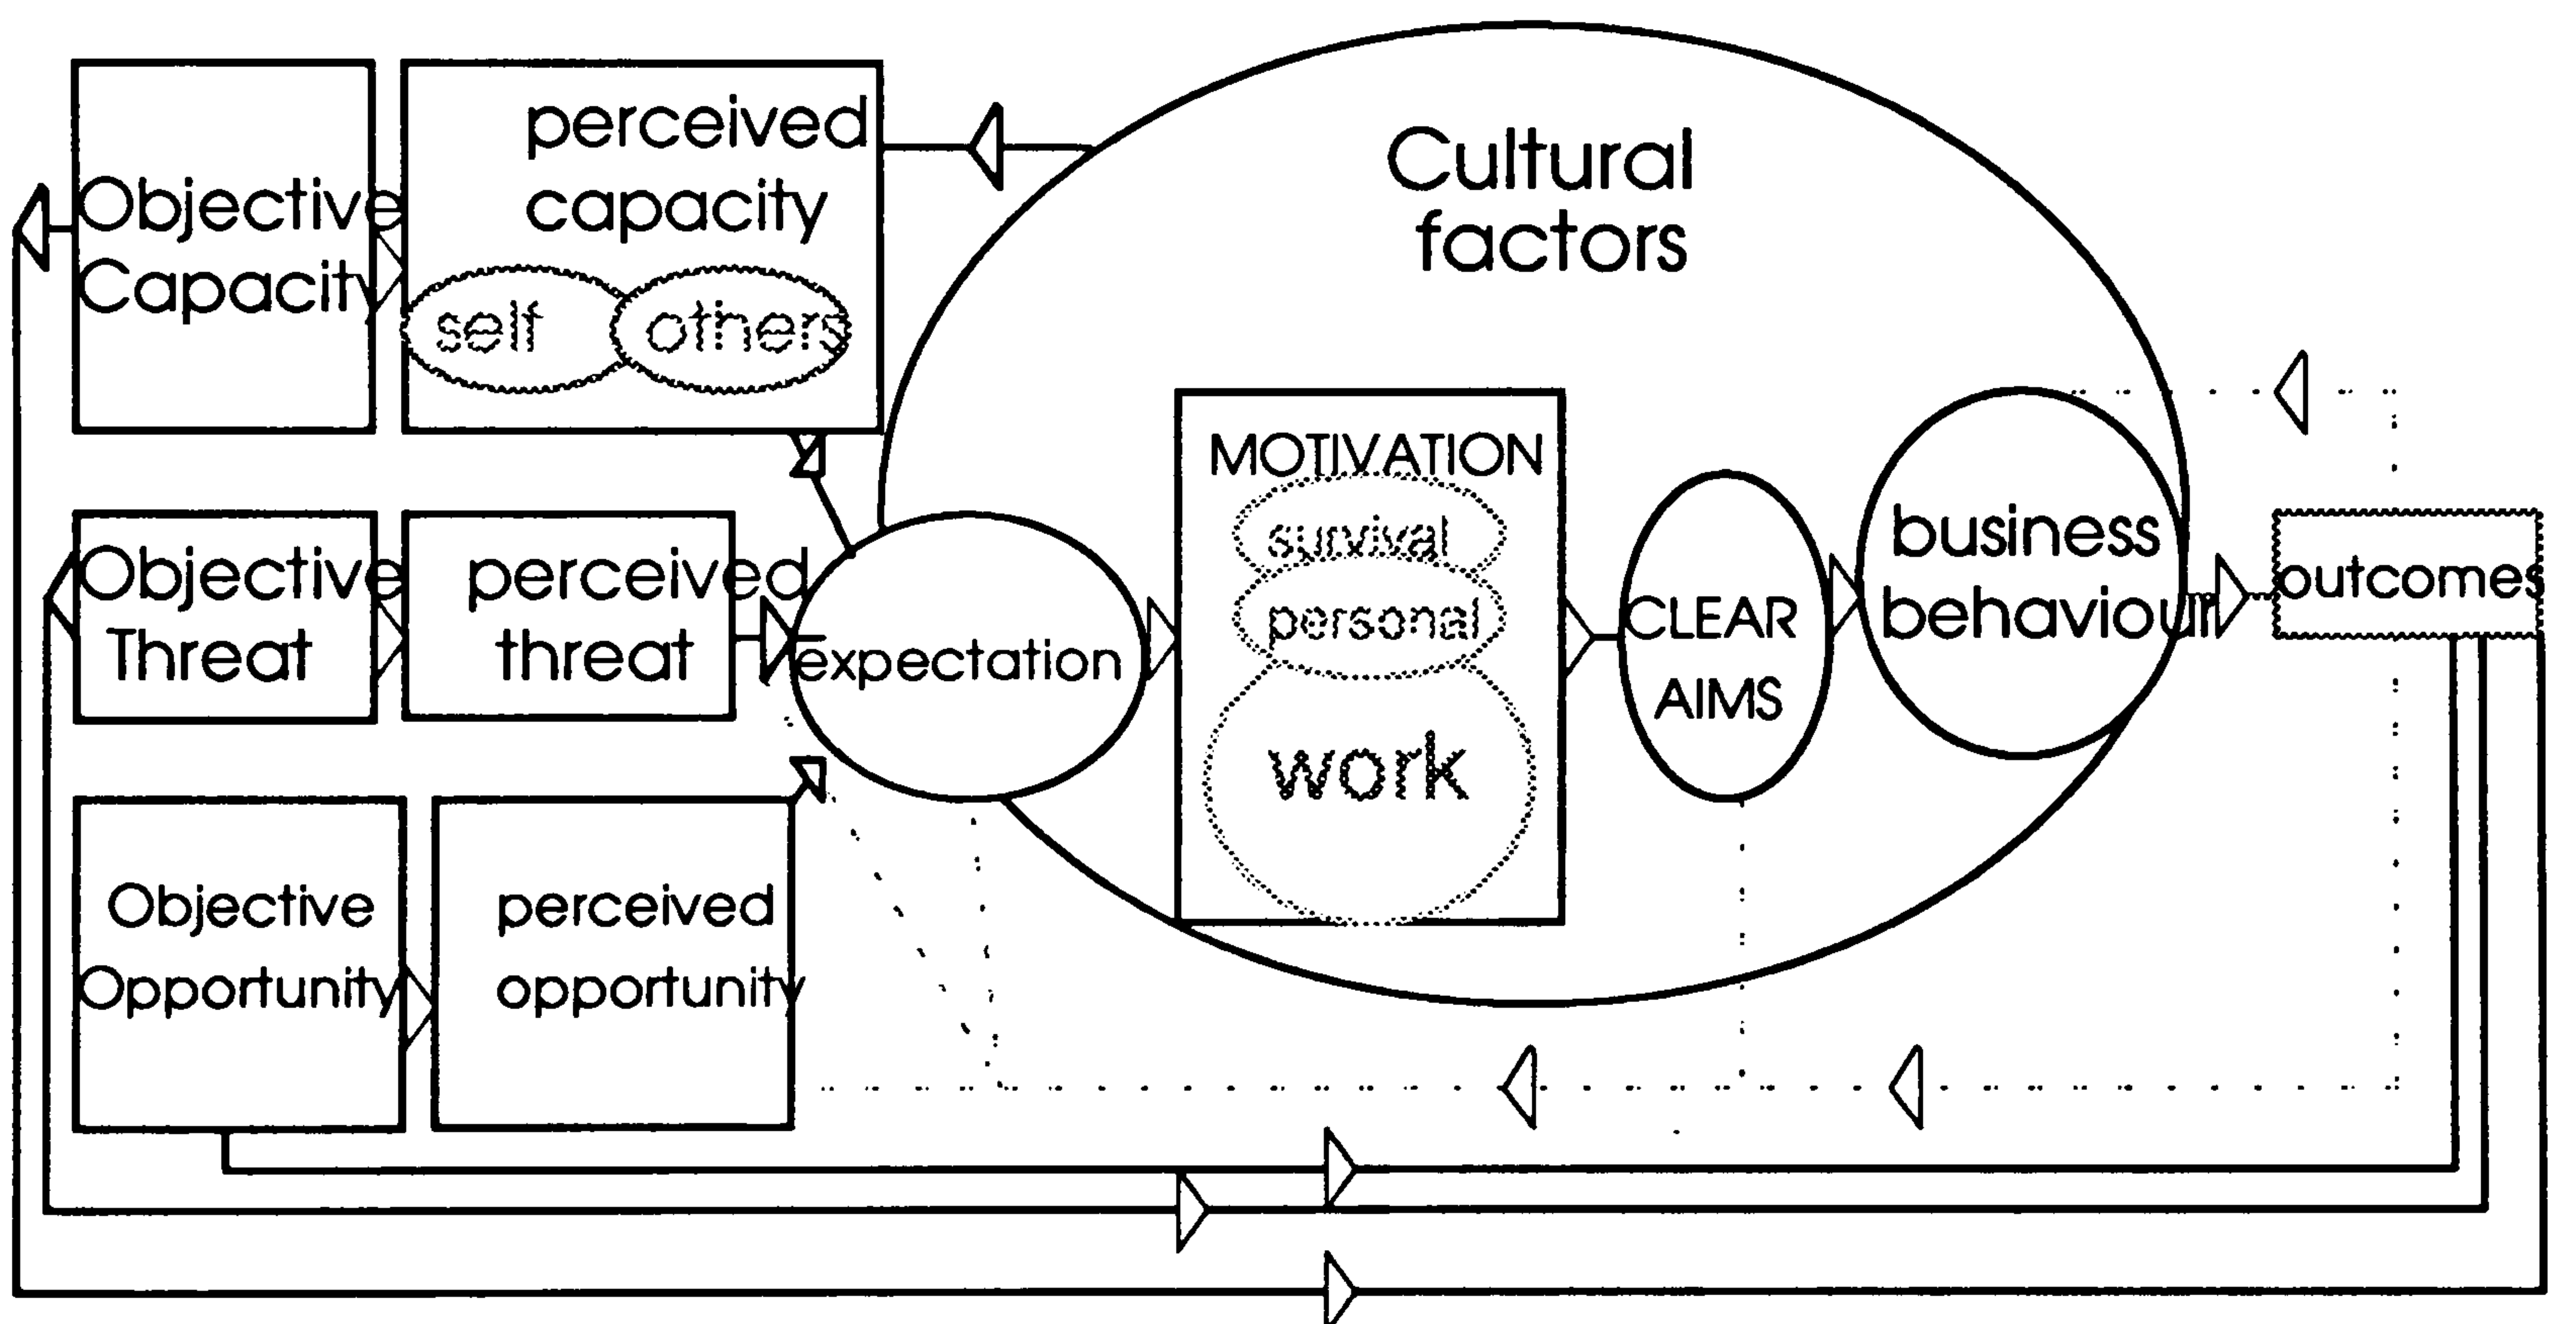 Objective
Capacity
perceived
capacity
self
others
Cultural
factors
Objective
Threat
perceived
threat
expectation
MOTIVATION
survival
personal
work
CLEAR
AIMS
business
behaviour
outcomes
Objective
Opportunity
perceived
opportunity